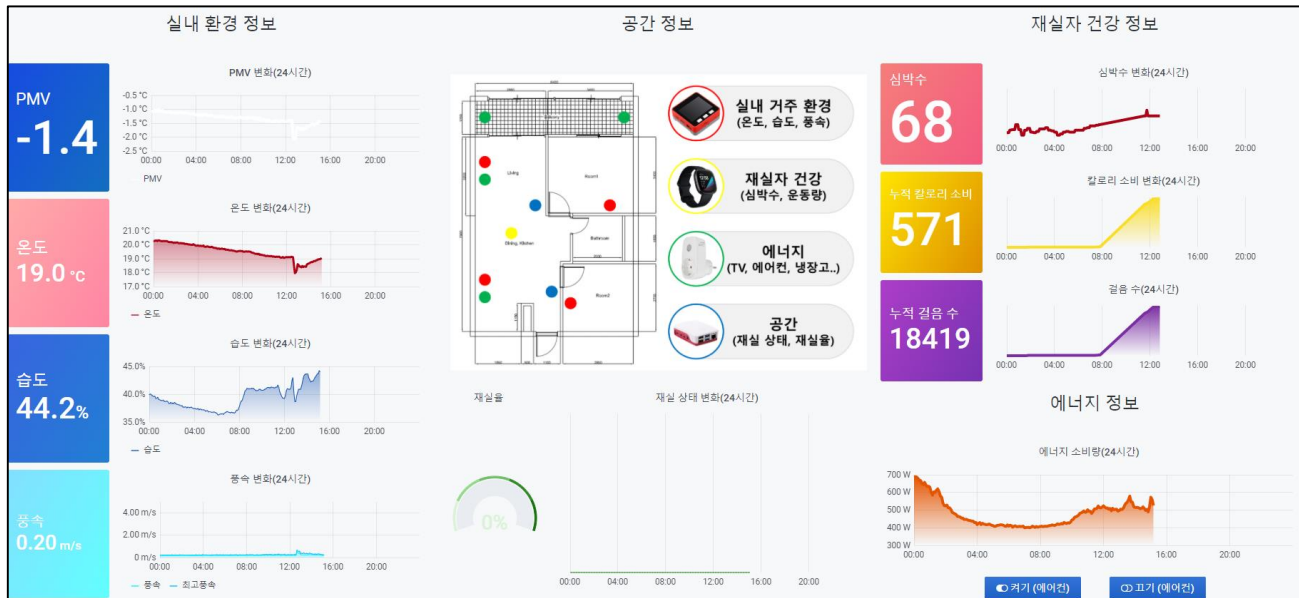 실내 환경 정보
공간 정보
재실자 건강 정보
PMV
-1.4
PMV 변화(24시간)
-0.5 °C
-1.0 °C
-1.5 °C
-2.0 °C
-2.5 °C
00:00 04:00 08:00 12:00 16:00 20:00
PMV
온도
19.0 °C
온도 변화(24시간)
21.0 °C
20.0 °C
19.0 °C
18.0 °C
17.0 °C
00:00 04:00 08:00 12:00 16:00 20:00
온도
습도
44.2%
습도 변화(24시간)
45.0%
40.0%
35.0%
00:00 04:00 08:00 12:00 16:00 20:00
습도
풍속
0.20 m/s
풍속 변화(24시간)
4.00 m/s
2.00 m/s
0 m/s
00:00 04:00 08:00 12:00 16:00 20:00
풍속 최고풍속
Living
Room1
Dining, Kitchen
Bathroom
Room2
실내 거주 환경
(온도, 습도, 풍속)
재실자 건강
(심박수, 운동량)
에너지
(TV, 에어컨, 냉장고..)
공간
(재실 상태, 재실율)
재실율
0%
재실 상태 변화(24시간)
00:00 04:00 08:00 12:00 16:00 20:00
심박수
68
심박수 변화(24시간)
00:00 04:00 08:00 12:00 16:00 20:00
누적 칼로리 소비
571
칼로리 소비 변화(24시간)
00:00 04:00 08:00 12:00 16:00 20:00
누적 걸음 수
18419
걸음 수(24시간)
00:00 04:00 08:00 12:00 16:00 20:00
에너지 정보
에너지 소비량(24시간)
700 W
600 W
500 W
400 W
300 W
00:00 04:00 08:00 12:00 16:00 20:00
켜기 (에어컨)
끄기 (에어컨)